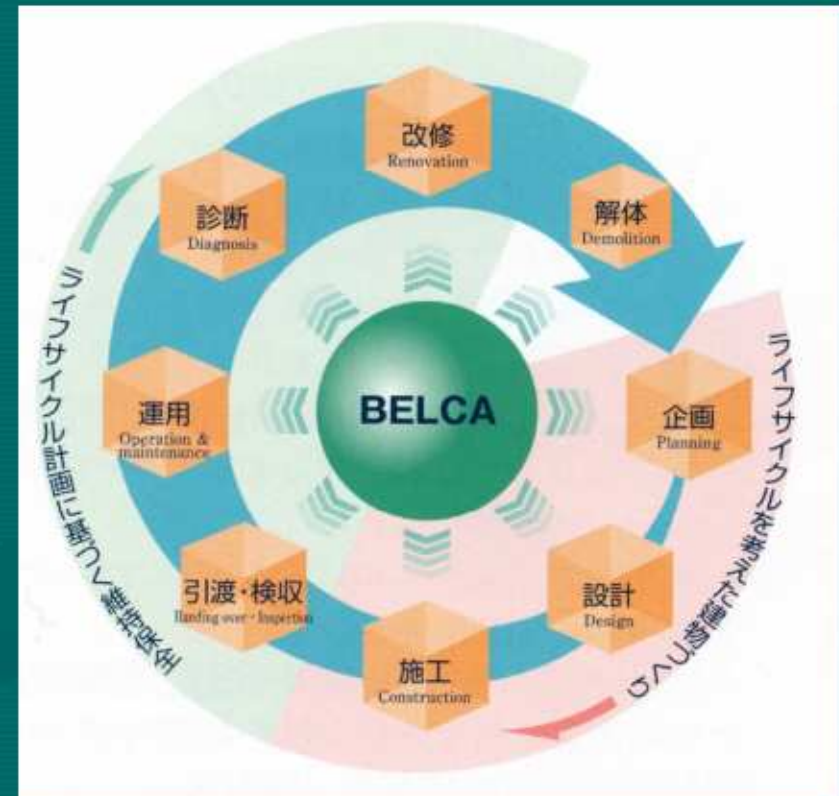 改修
Renovation
解体
Demolition
企画
Planning
設計
Design
施工
Construction
引渡・検収
Handing over・Inspection
運用
Operation &
maintenance
診断
Diagnosis
BELCA
ライフサイクルを考えた建物づくり
ライフサイクル計画に基づく維持保全